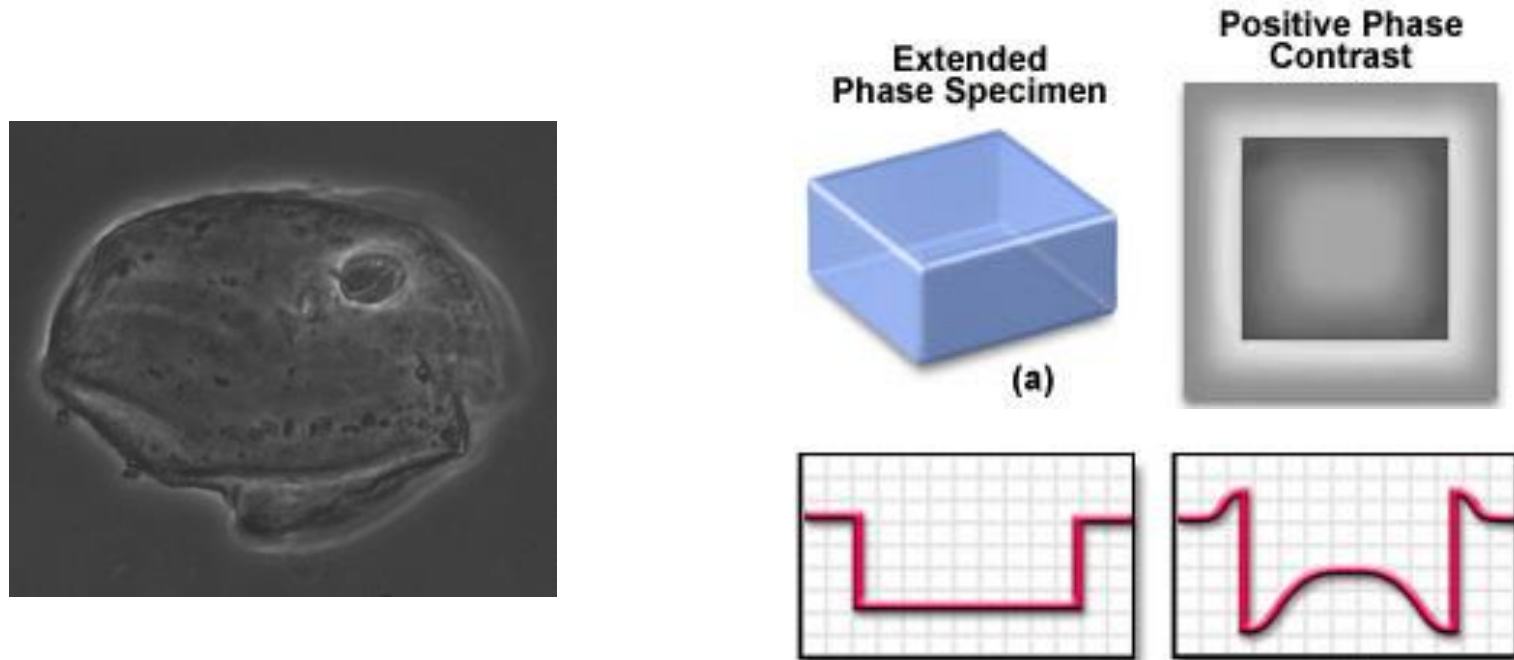 Extended
Phase Specimen
(a)
Positive Phase
Contrast